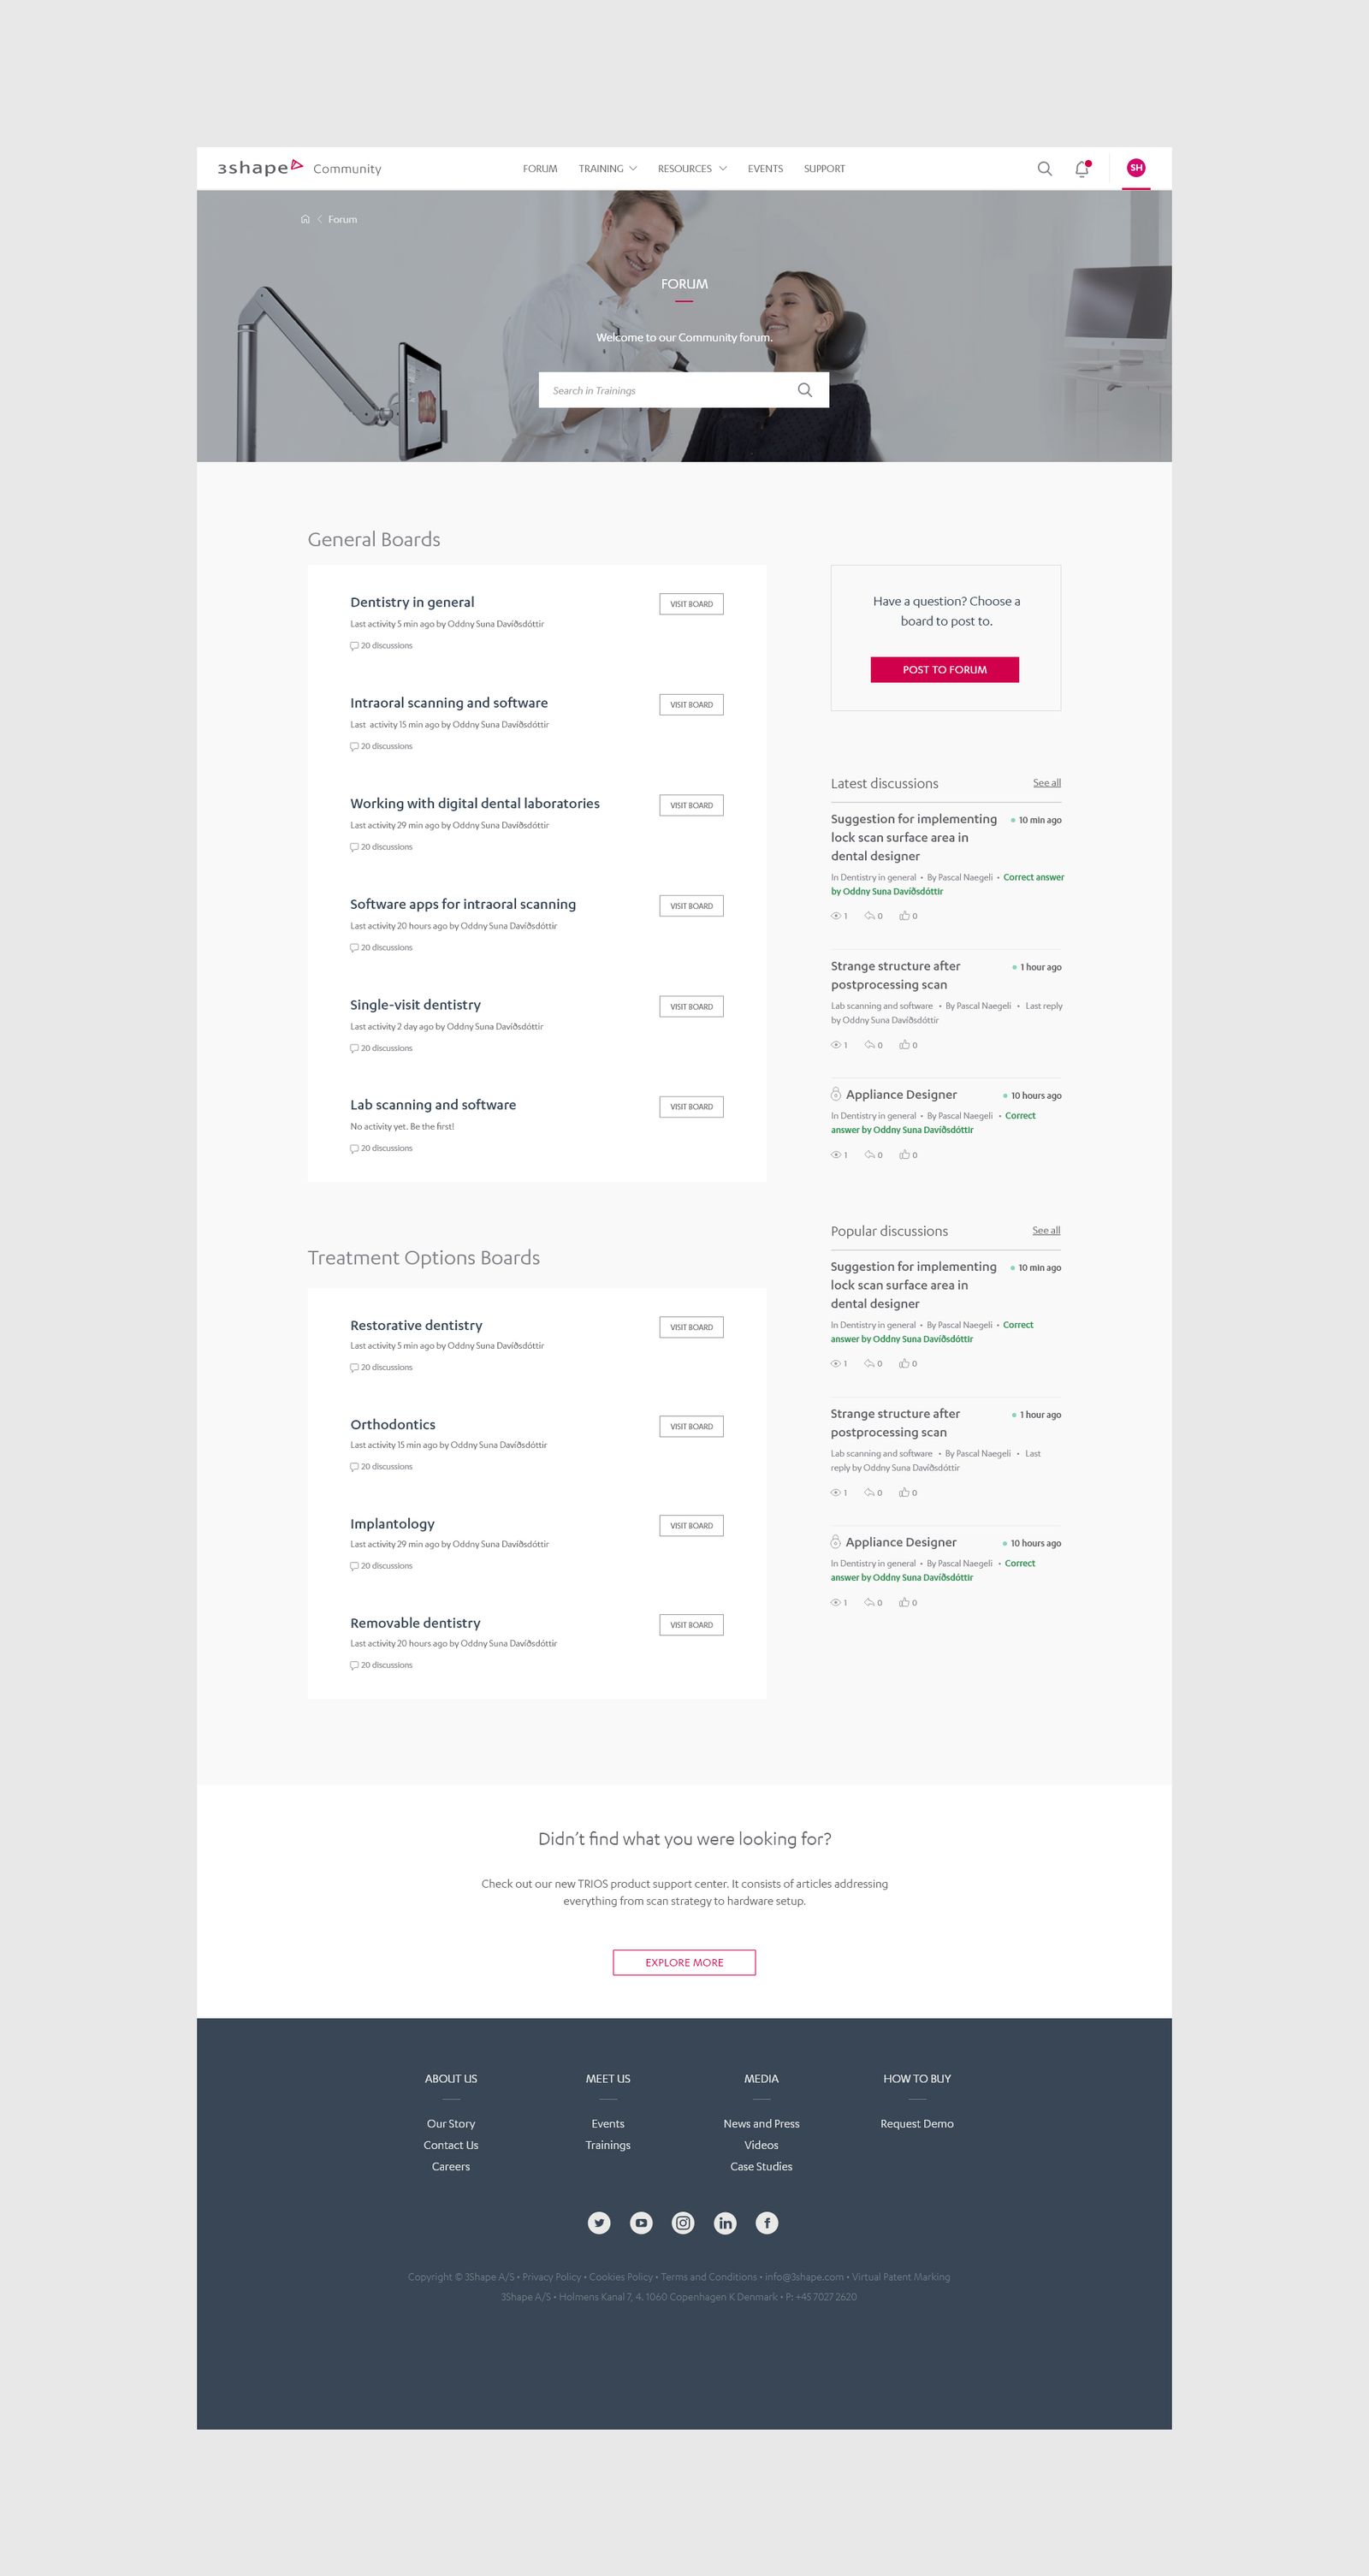 3shape Community
FORUM TRAINING RESOURCES EVENTS SUPPORT
SH
Forum
FORUM
Welcome to our Community forum.
Search in Trainings
General Boards
Dentistry in general
VISIT BOARD
Last activity 5 min ago by Oddny Suna Davíðsdóttir
20 discussions
Intraoral scanning and software
VISIT BOARD
Last activity 15 min ago by Oddny Suna Davíðsdóttir
20 discussions
Working with digital dental laboratories
VISIT BOARD
Last activity 29 min ago by Oddny Suna Davíðsdóttir
20 discussions
Software apps for intraoral scanning
VISIT BOARD
Last activity 20 hours ago by Oddny Suna Davíðsdóttir
20 discussions
Single-visit dentistry
VISIT BOARD
Last activity 2 day ago by Oddny Suna Davíðsdóttir
20 discussions
Lab scanning and software
VISIT BOARD
No activity yet. Be the first!
20 discussions
Treatment Options Boards
Restorative dentistry
VISIT BOARD
Last activity 5 min ago by Oddny Suna Davíðsdóttir
20 discussions
Orthodontics
VISIT BOARD
Last activity 15 min ago by Oddny Suna Davíðsdóttir
20 discussions
Implantology
VISIT BOARD
Last activity 29 min ago by Oddny Suna Davíðsdóttir
20 discussions
Removable dentistry
VISIT BOARD
Last activity 20 hours ago by Oddny Suna Davíðsdóttir
20 discussions
Have a question? Choose a
board to post to.
POST TO FORUM
Latest discussions See all
Suggestion for implementing • 10 min ago
lock scan surface area in
dental designer
In Dentistry in general • By Pascal Naegeli • Correct answer
by Oddny Suna Davíðsdóttir
1 0 0
Strange structure after • 1 hour ago
postprocessing scan
Lab scanning and software • By Pascal Naegeli • Last reply
by Oddny Suna Davíðsdóttir
1 0 0
Appliance Designer • 10 hours ago
In Dentistry in general • By Pascal Naegeli • Correct
answer by Oddny Suna Davíðsdóttir
1 0 0
Popular discussions See all
Suggestion for implementing • 10 min ago
lock scan surface area in
dental designer
In Dentistry in general • By Pascal Naegeli • Correct
answer by Oddny Suna Davíðsdóttir
1 0 0
Strange structure after • 1 hour ago
postprocessing scan
Lab scanning and software • By Pascal Naegeli • Last
reply by Oddny Suna Davíðsdóttir
1 0 0
Appliance Designer • 10 hours ago
In Dentistry in general • By Pascal Naegeli • Correct
answer by Oddny Suna Davíðsdóttir
1 0 0
Didn't find what you were looking for?
Check out our new TRIOS product support center. It consists of articles addressing
everything from scan strategy to hardware setup.
EXPLORE MORE
ABOUT US MEET US MEDIA HOW TO BUY
Our Story Events News and Press Request Demo
Contact Us Trainings Videos
Careers Case Studies
Copyright © 3Shape A/S • Privacy Policy • Cookies Policy • Terms and Conditions • info@3shape.com • Virtual Patent Marking
3Shape A/S • Holmens Kanal 7, 4. 1060 Copenhagen K Denmark • P: +45 7027 2620